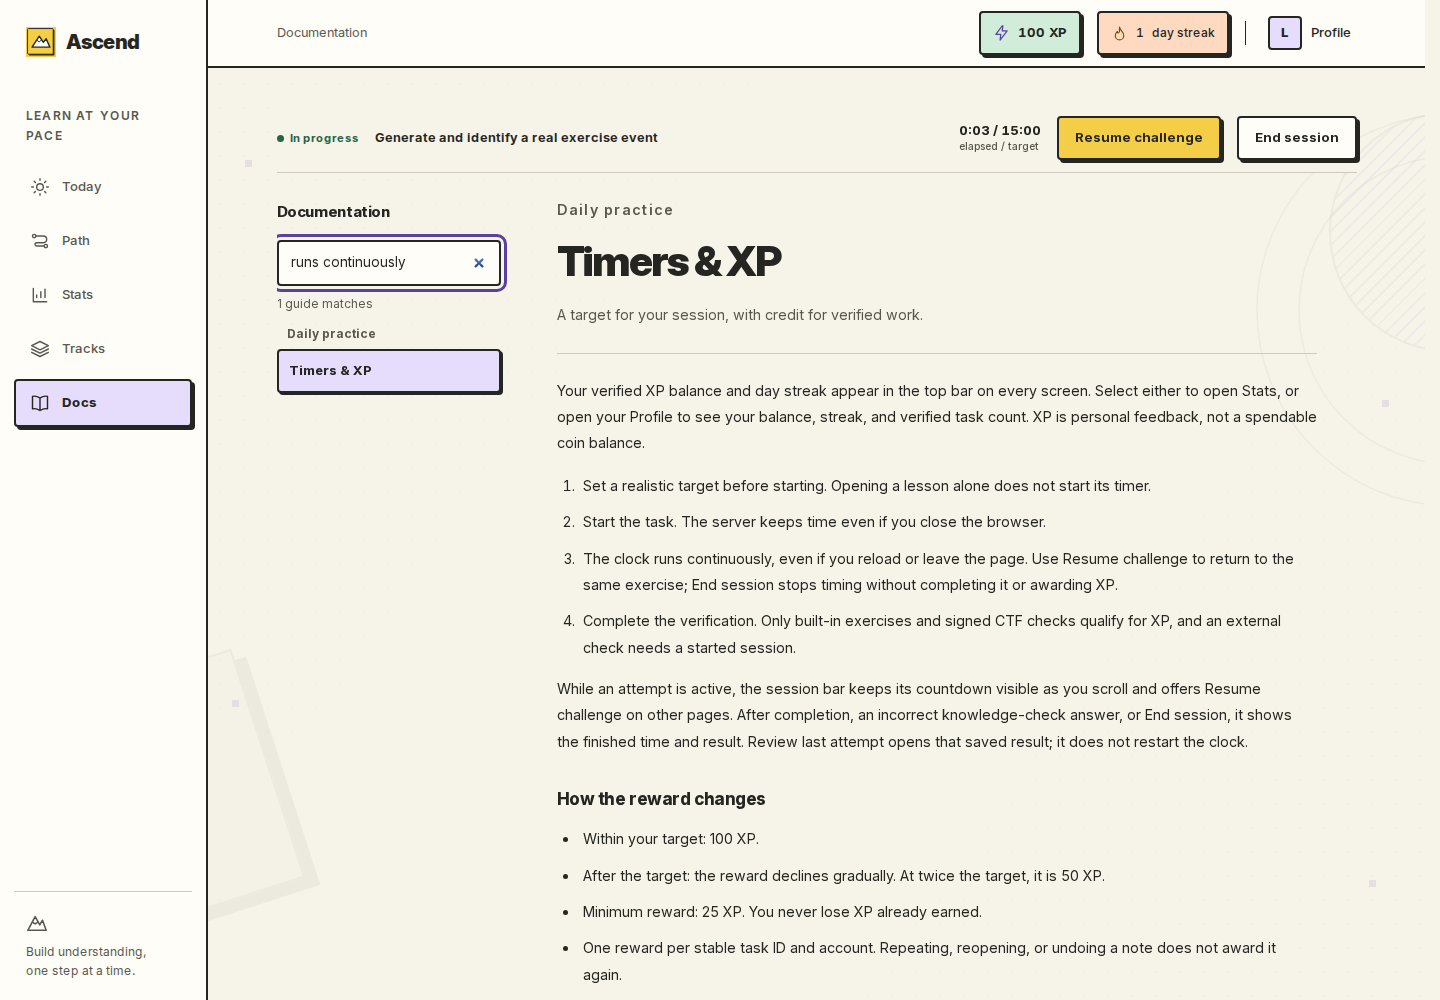 Ascend
LEARN AT YOUR
PACE
Today
Path
Stats
Tracks
Docs
Build understanding,
one step at a time.
Documentation
100 XP
1 day streak
L
Profile
In progress
Generate and identify a real exercise event
0:03 / 15:00
elapsed / target
Resume challenge
End session
Documentation
runs continuously
1 guide matches
Daily practice
Timers & XP
Daily practice
Timers & XP
A target for your session, with credit for verified work.
Your verified XP balance and day streak appear in the top bar on every screen. Select either to open Stats, or
open your Profile to see your balance, streak, and verified task count. XP is personal feedback, not a spendable
coin balance.
1. Set a realistic target before starting. Opening a lesson alone does not start its timer.
2. Start the task. The server keeps time even if you close the browser.
3. The clock runs continuously, even if you reload or leave the page. Use Resume challenge to return to the
same exercise; End session stops timing without completing it or awarding XP.
4. Complete the verification. Only built-in exercises and signed CTF checks qualify for XP, and an external
check needs a started session.
While an attempt is active, the session bar keeps its countdown visible as you scroll and offers Resume
challenge on other pages. After completion, an incorrect knowledge-check answer, or End session, it shows
the finished time and result. Review last attempt opens that saved result; it does not restart the clock.
How the reward changes
• Within your target: 100 XP.
• After the target: the reward declines gradually. At twice the target, it is 50 XP.
• Minimum reward: 25 XP. You never lose XP already earned.
• One reward per stable task ID and account. Repeating, reopening, or undoing a note does not award it
again.